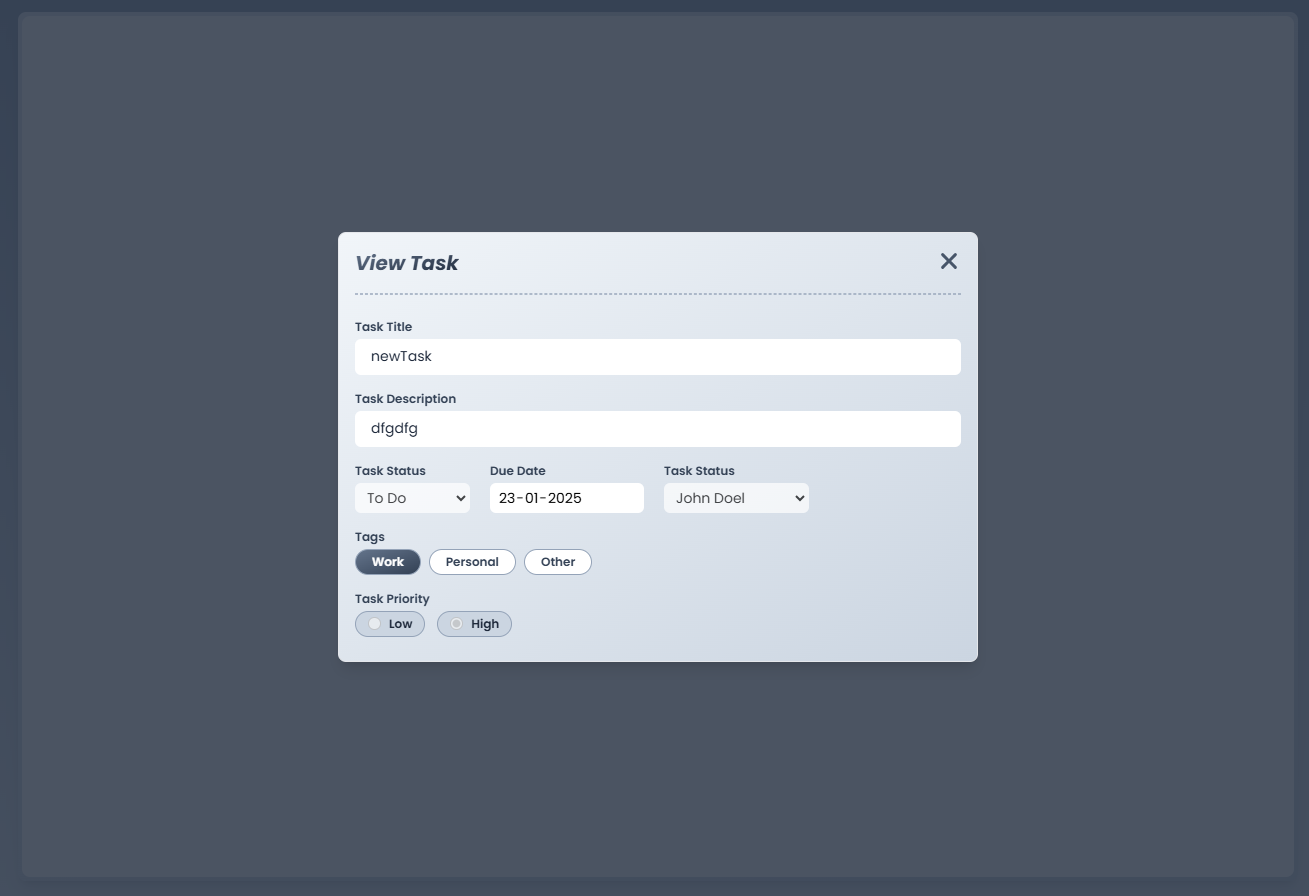 View Task
Task Title
newTask
Task Description
dfgdfg
Task Status Due Date Task Status
To Do 23-01-2025 John Doel
Tags
Work Personal Other
Task Priority
Low High